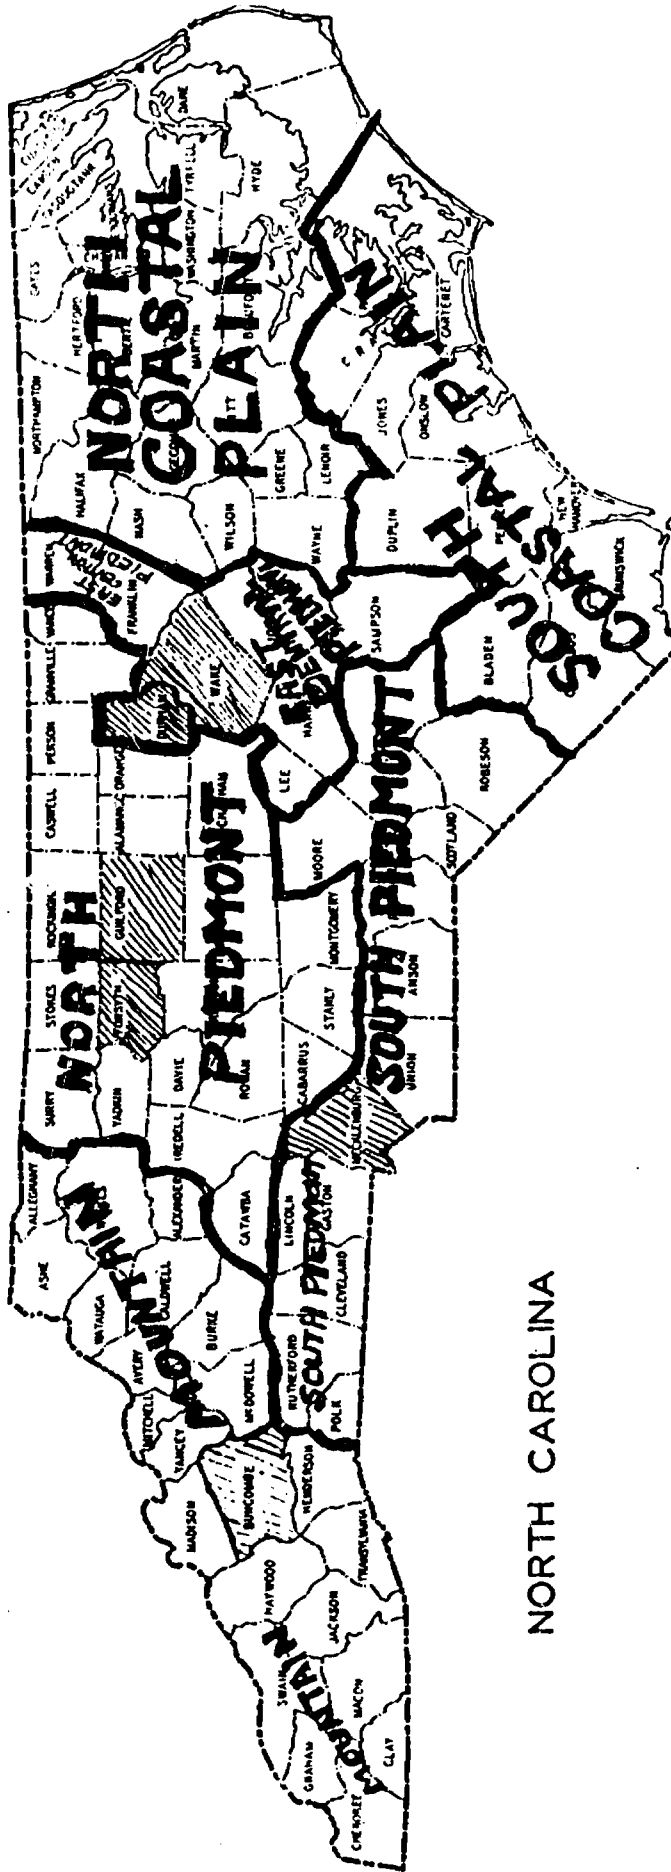 NORTH COASTAL PLAIN
SOUTH COASTAL PLAIN
EAST CENTRAL PIEDMONT
NORTH PIEDMONT
SOUTH PIEDMONT
SOUTH PIEDMONT
MOUNTAIN
MOUNTAIN
GATES
NORTHAMPTON
HERTFORD
HALIFAX
WARREN
FRANKLIN
NASH
WILSON
MARTIN
WASHINGTON
TYRRELL
DARE
HYDE
GREENE
LENOIR
WAYNE
JONES
CARTERET
ONSLOW
DUPLIN
SAMPSON
BLADEN
ROBESON
SCOTLAND
GRANVILLE
PERSON
CASWELL
ORANGE
ALAMANCE
WAKE
LEE
MOORE
GUILFORD
STOKES
FORSYTH
SURRY
YADKIN
DAVIE
ROWAN
IREDELL
MONTGOMERY
STANLY
CABARRUS
ANSON
UNION
MECKLENBURG
ALLEGHANY
ASHE
WATAUGA
ALEXANDER
CALDWELL
CATAWBA
LINCOLN
GASTON
CLEVELAND
RUTHERFORD
POLK
AVERY
BURKE
MITCHELL
YANCEY
McDOWELL
MADISON
BUNCOMBE
HENDERSON
HAYWOOD
TRANSYLVANIA
JACKSON
SWAIN
MACON
GRAHAM
CLAY
CHEROKEE
NORTH CAROLINA